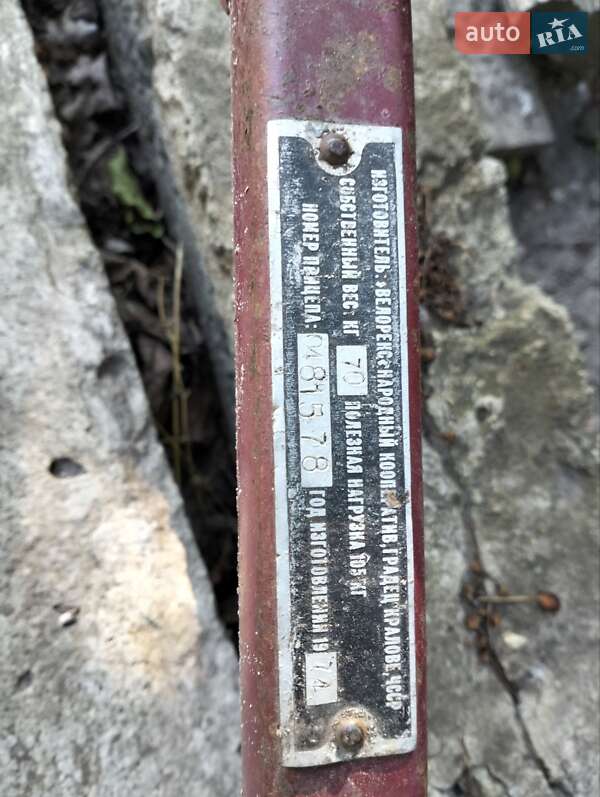 auto RIA .com
ИЗГОТОВИТЕЛЬ: „ВЕЛОРЕКС“ НАРОДНЫЙ КООПЕРАТИВ, ГРАДЕЦ КРАЛОВЕ, ЧССР
СОБСТВЕННЫЙ ВЕС: КГ 70 ПОЛЕЗНАЯ НАГРУЗКА 105 КГ
НОМЕР ПРИЦЕПА: 0481578 ГОД ИЗГОТОВЛЕНИЯ 1974